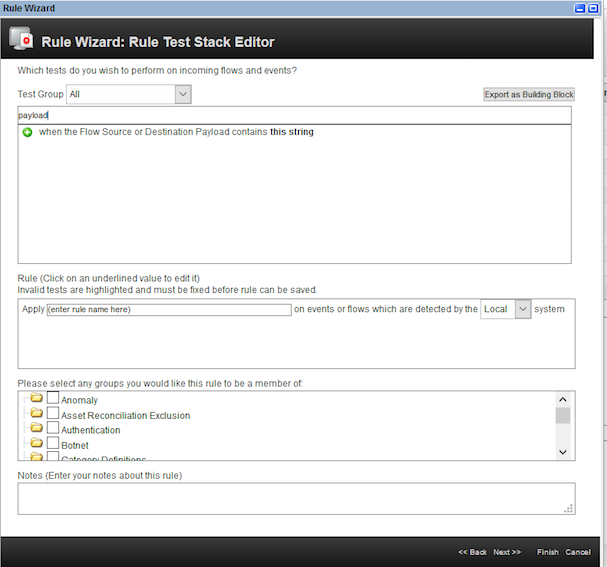 Rule Wizard
Rule Wizard: Rule Test Stack Editor
Which tests do you wish to perform on incoming flows and events?
Test Group All Export as Building Block
payload
when the Flow Source or Destination Payload contains this string
Rule (Click on an underlined value to edit it)
Invalid tests are highlighted and must be fixed before rule can be saved.
Apply (enter rule name here) on events or flows which are detected by the Local system
Please select any groups you would like this rule to be a member of:
Anomaly
Asset Reconciliation Exclusion
Authentication
Botnet
Category Definitions
Notes (Enter your notes about this rule)
<< Back Next >> Finish Cancel